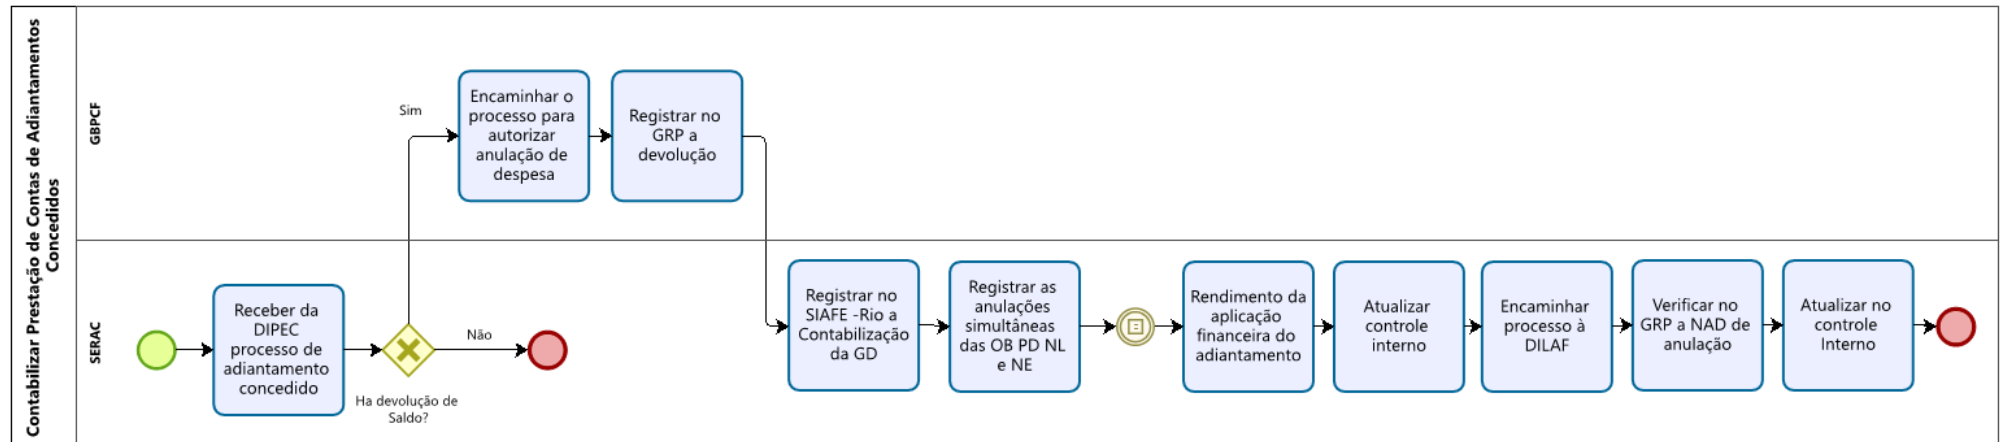 Contabilizar Prestação de Contas de Adiantamentos
Concedidos
GBPCF
Sim
Encaminhar o
processo para
autorizar
anulação de
despesa
Registrar no
GRP a
devolução
SERAC
Receber da
DIPEC
processo de
adiantamento
concedido
Ha devolução de
Saldo?
Não
Registrar no
SIAFE -Rio a
Contabilização
da GD
Registrar as
anulações
simultâneas
das OB PD NL
e NE
Rendimento da
aplicação
financeira do
adiantamento
Atualizar
controle
interno
Encaminhar
processo à
DILAF
Verificar no
GRP a NAD de
anulação
Atualizar no
controle
Interno